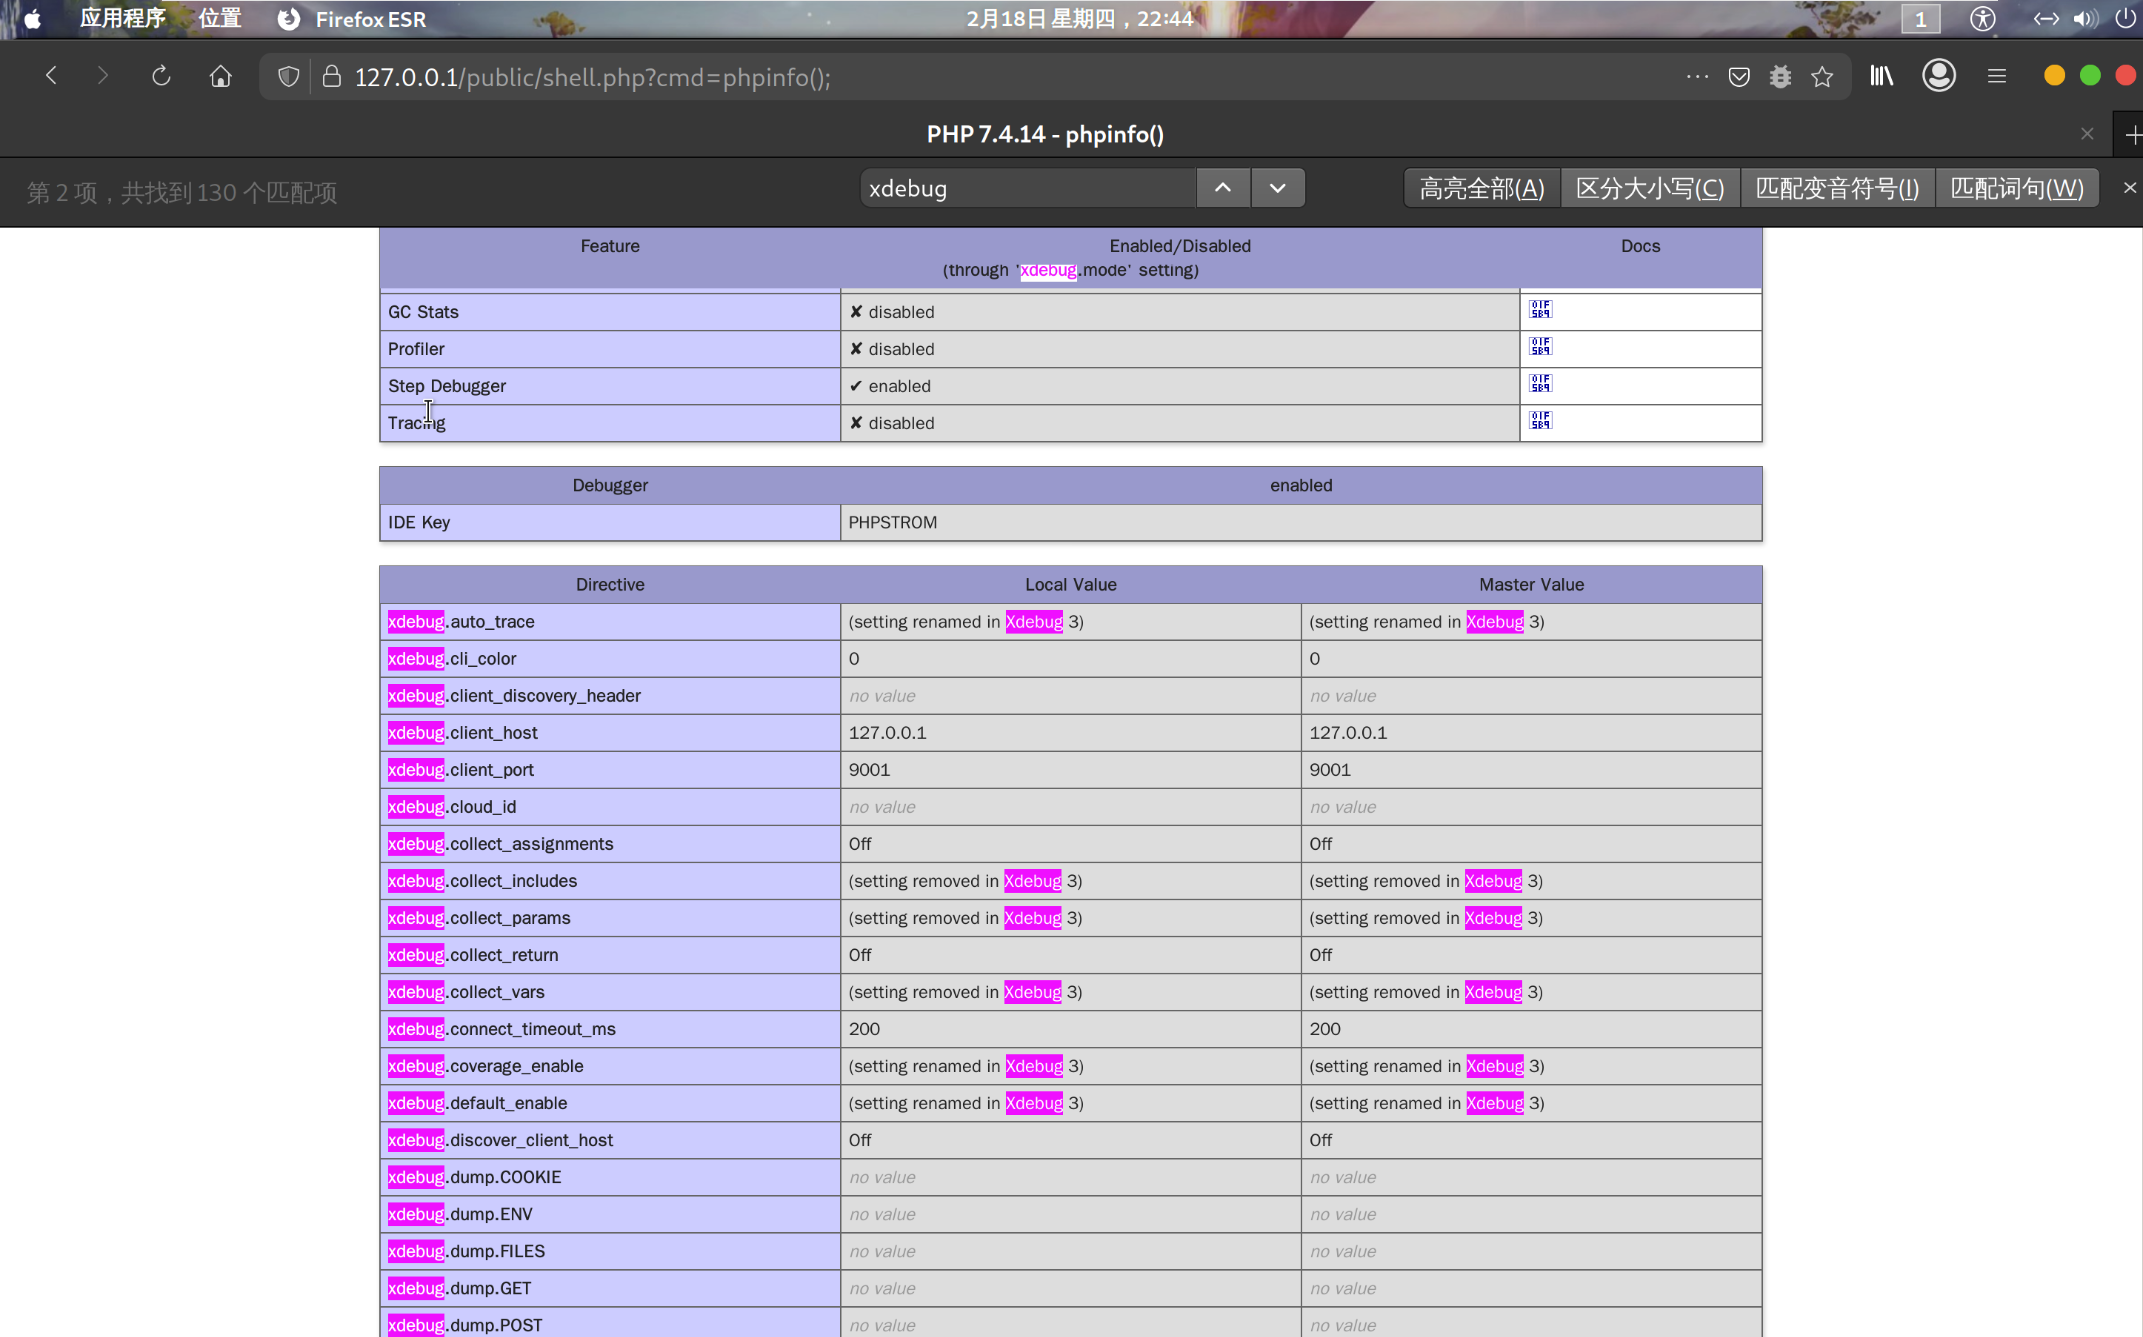 应用程序 位置 Firefox ESR 2月18日 星期四，22:44 1
127.0.0.1/public/shell.php?cmd=phpinfo();
PHP 7.4.14 - phpinfo()
第 2 项，共找到 130 个匹配项 xdebug 高亮全部(A) 区分大小写(C) 匹配变音符号(I) 匹配词句(W)
Feature Enabled/Disabled Docs
(through 'xdebug.mode' setting)
GC Stats ✘ disabled
Profiler ✘ disabled
Step Debugger ✔ enabled
Tracing ✘ disabled
Debugger enabled
IDE Key PHPSTROM
Directive Local Value Master Value
xdebug.auto_trace (setting renamed in Xdebug 3) (setting renamed in Xdebug 3)
xdebug.cli_color 0 0
xdebug.client_discovery_header no value no value
xdebug.client_host 127.0.0.1 127.0.0.1
xdebug.client_port 9001 9001
xdebug.cloud_id no value no value
xdebug.collect_assignments Off Off
xdebug.collect_includes (setting removed in Xdebug 3) (setting removed in Xdebug 3)
xdebug.collect_params (setting removed in Xdebug 3) (setting removed in Xdebug 3)
xdebug.collect_return Off Off
xdebug.collect_vars (setting removed in Xdebug 3) (setting removed in Xdebug 3)
xdebug.connect_timeout_ms 200 200
xdebug.coverage_enable (setting renamed in Xdebug 3) (setting renamed in Xdebug 3)
xdebug.default_enable (setting renamed in Xdebug 3) (setting renamed in Xdebug 3)
xdebug.discover_client_host Off Off
xdebug.dump.COOKIE no value no value
xdebug.dump.ENV no value no value
xdebug.dump.FILES no value no value
xdebug.dump.GET no value no value
xdebug.dump.POST no value no value